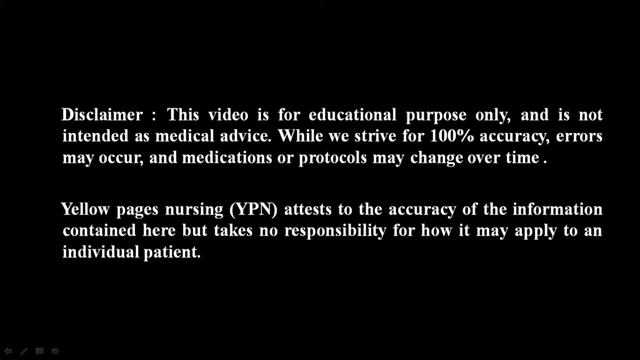 Disclaimer : This video is for educational purpose only, and is not
intended as medical advice. While we strive for 100% accuracy, errors
may occur, and medications or protocols may change over time .
Yellow pages nursing (YPN) attests to the accuracy of the information
contained here but takes no responsibility for how it may apply to an
individual patient.